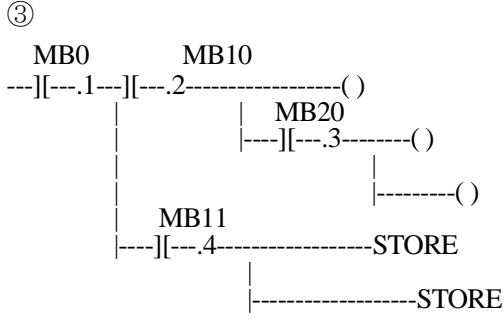 ③
MB0 MB10
---][---.1---][---.2------------------( )
| | MB20
| |----][---.3--------( )
| |
| |---------( )
| MB11
|----][---.4------------------STORE
|
|------------------STORE